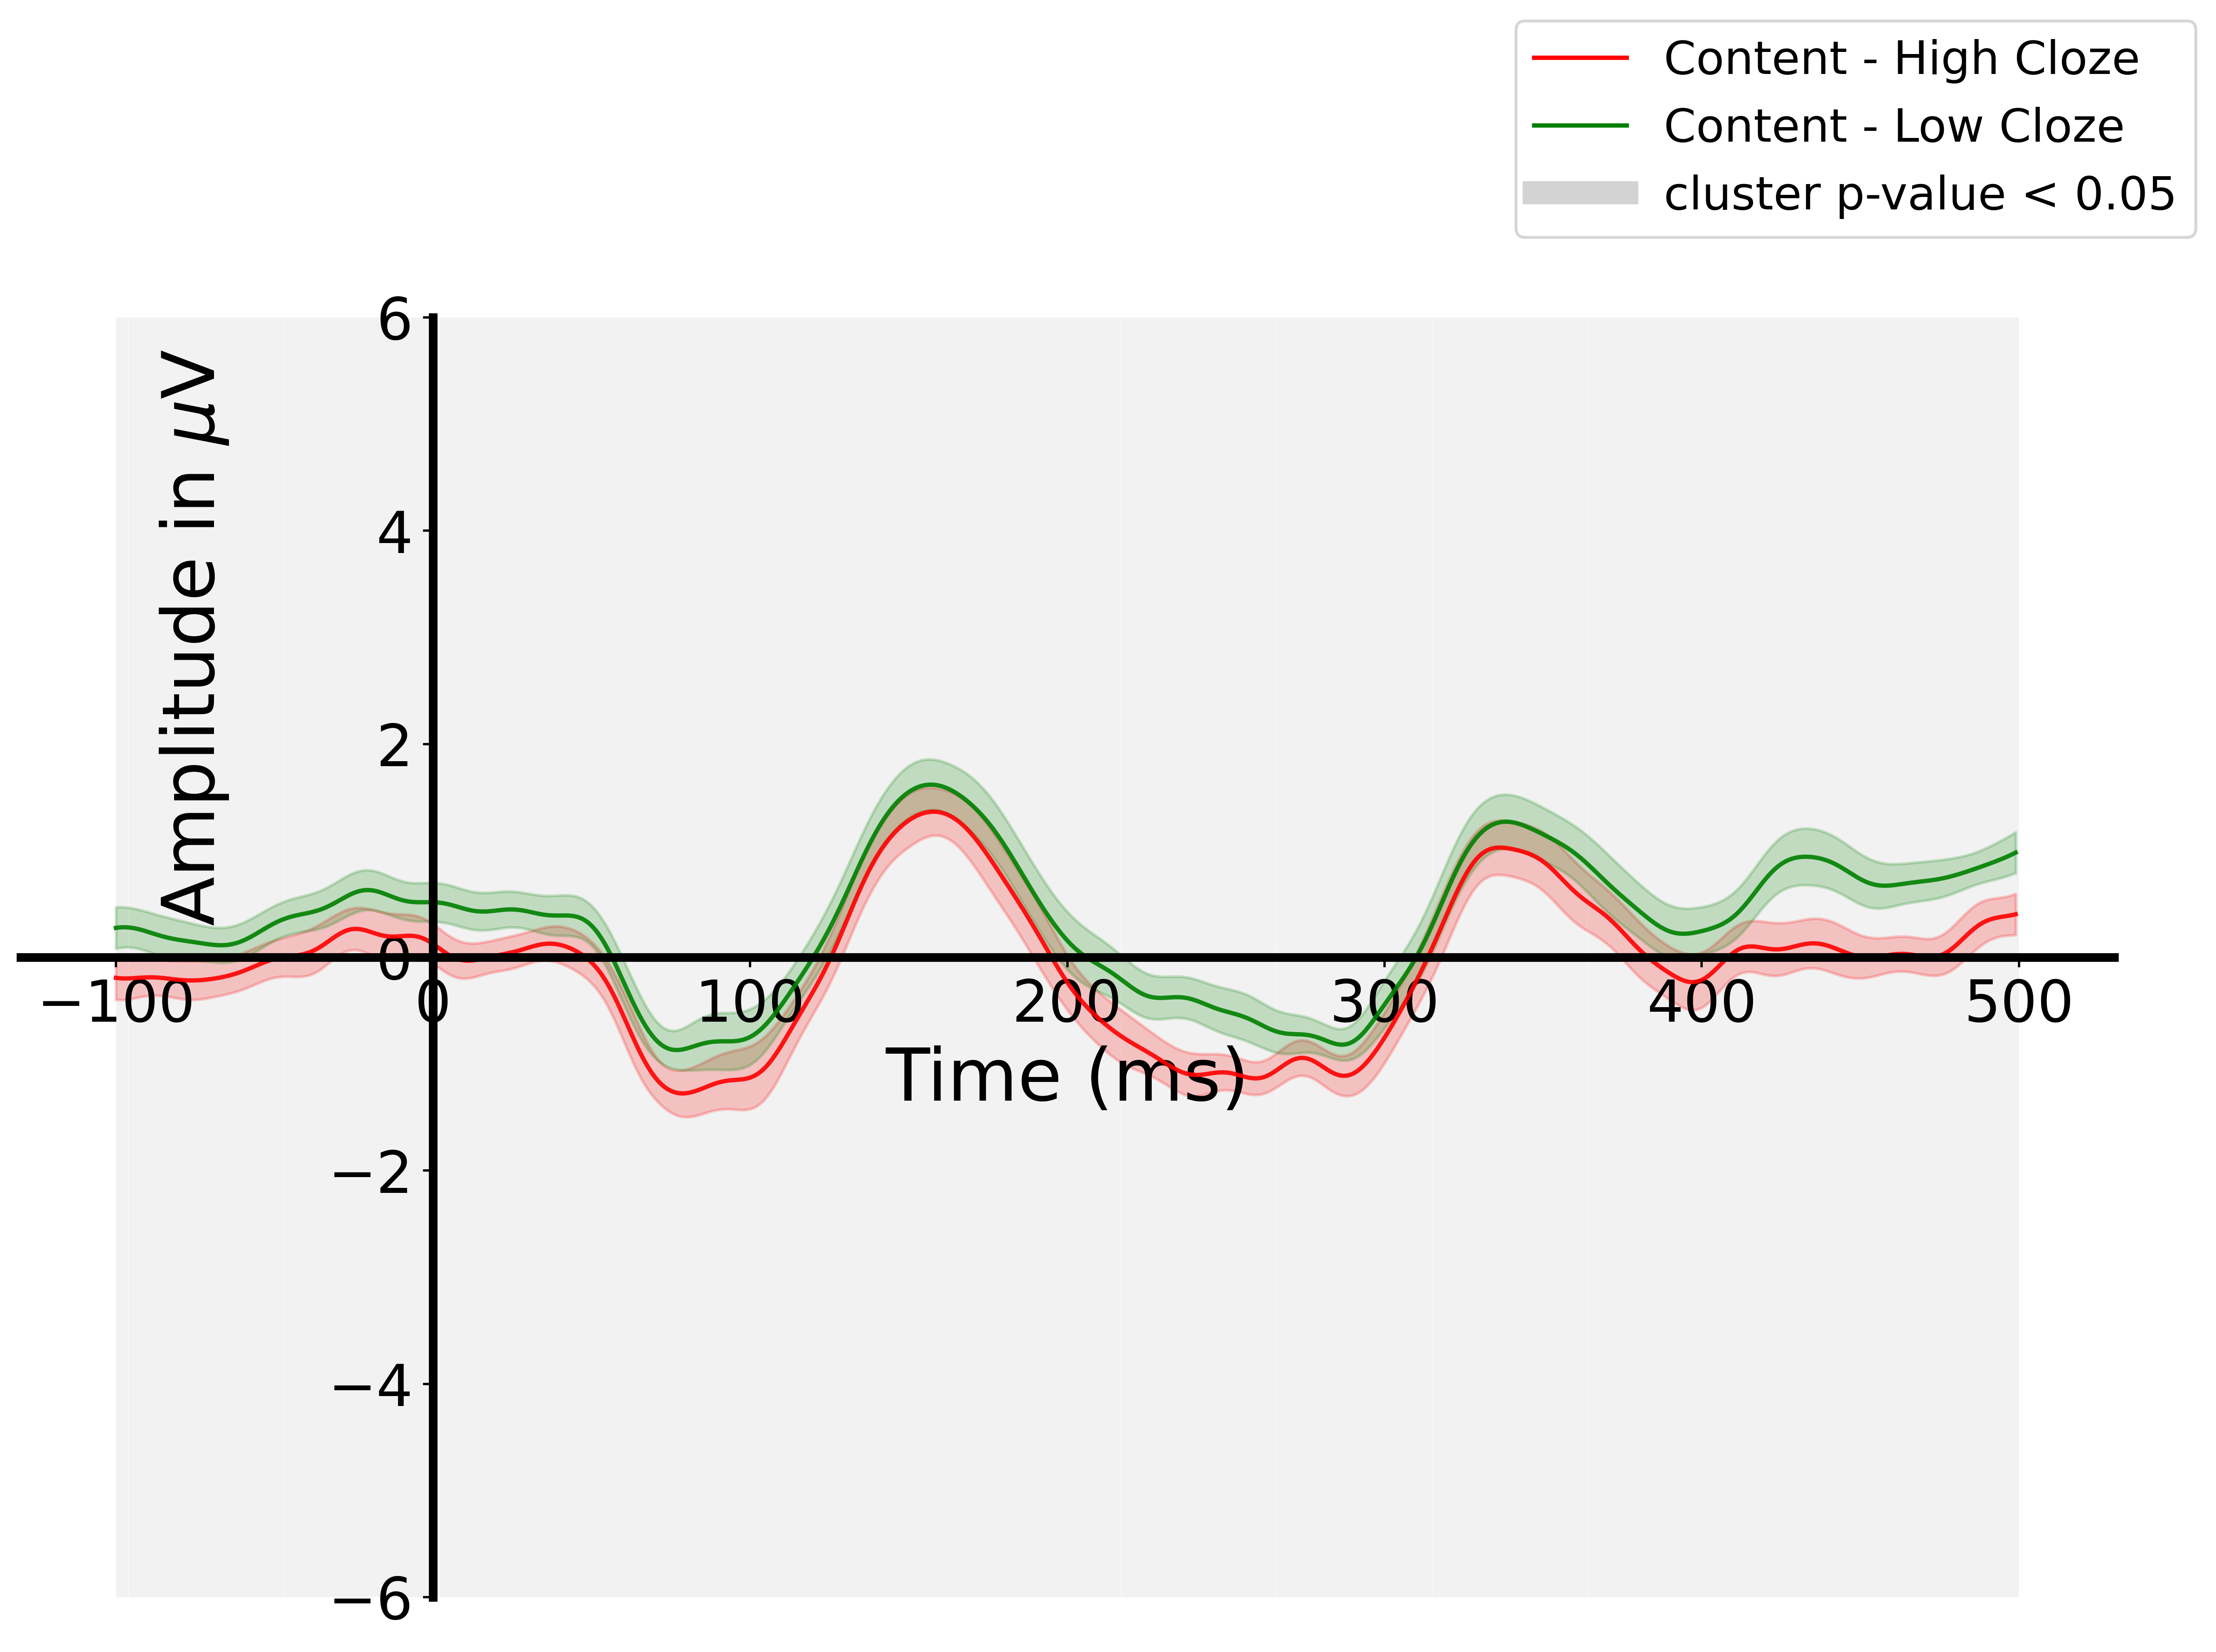 Content - High Cloze
Content - Low Cloze
cluster p-value < 0.05
6
4
2
0
−2
−4
−6
Amplitude in μV
−100
0
100
200
300
400
500
Time (ms)